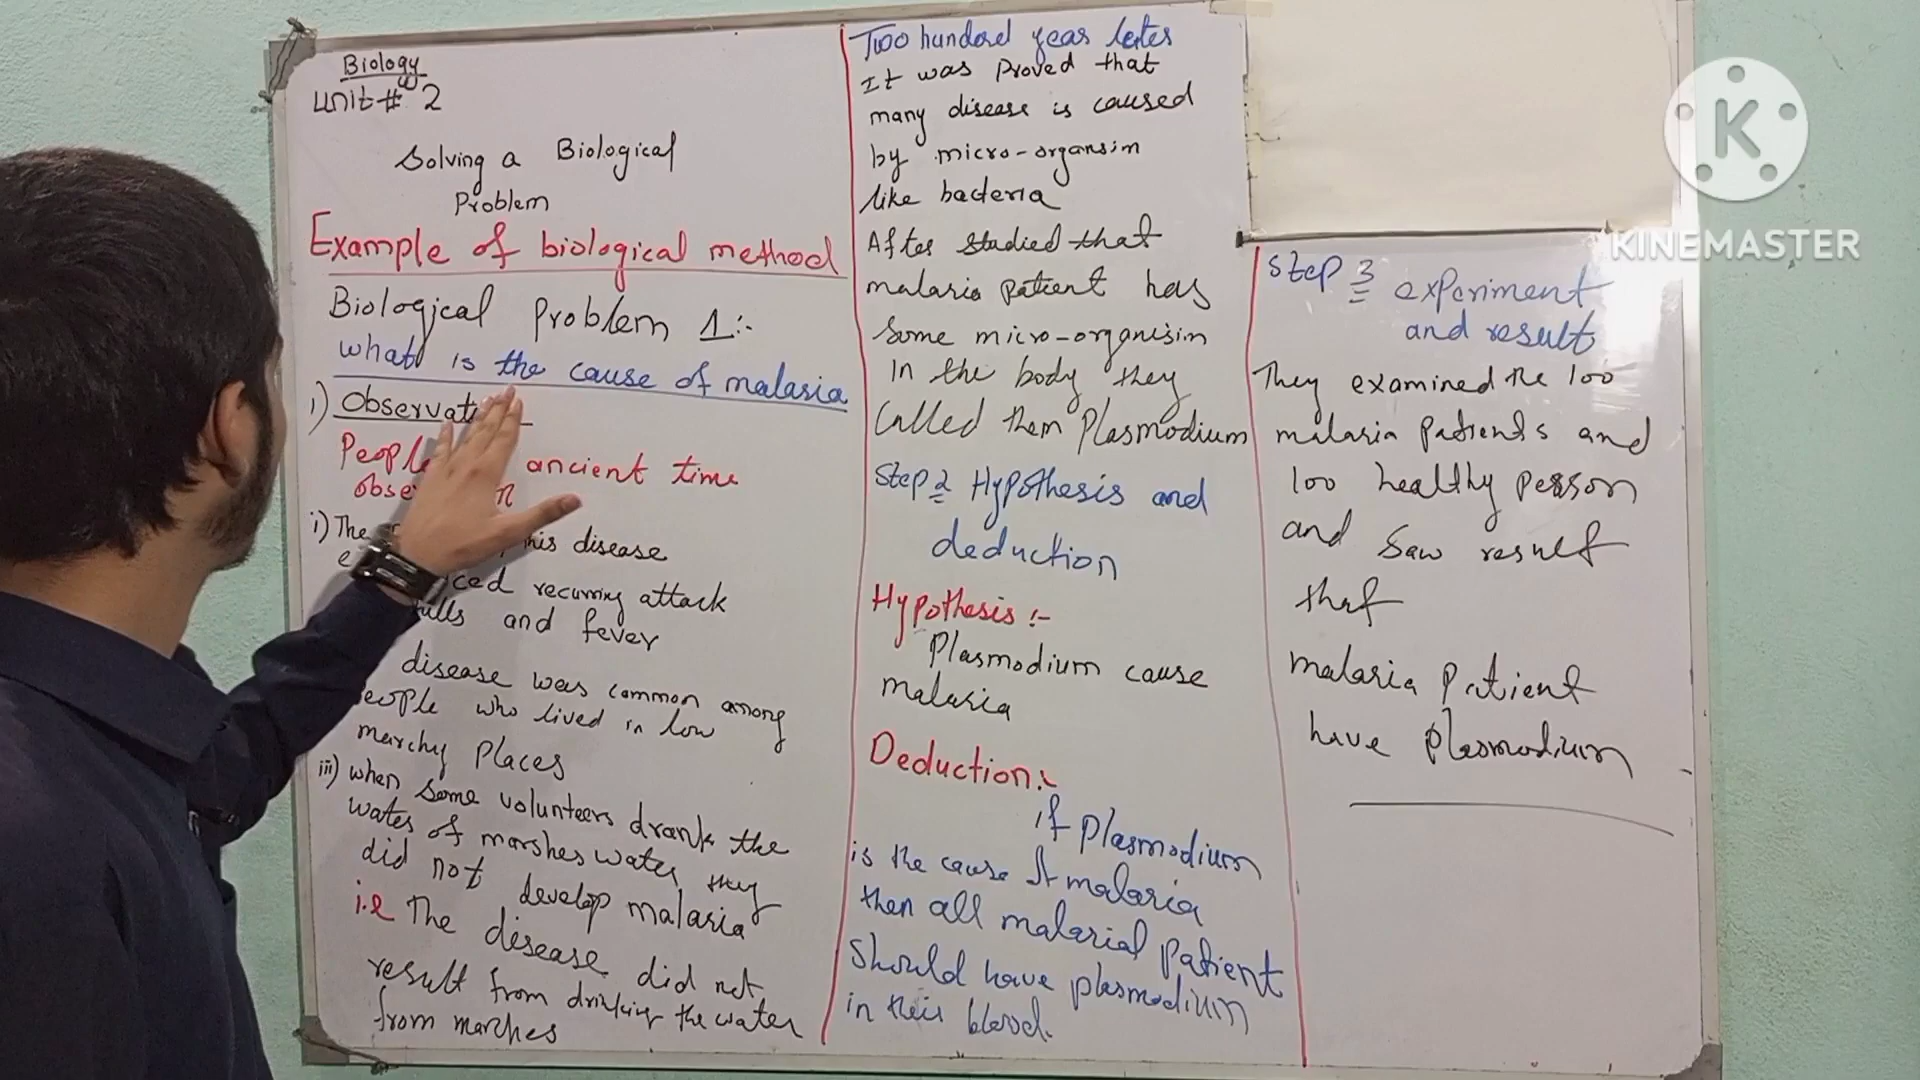 Biology
Unit # 2
Solving a Biological
Problem
Example of biological method
Biological Problem 1:-
what is the cause of malaria
i) Observat
People ancient time
obse n
i) The this disease
ced recurring attack
and fever
disease was common among
people who lived in low
marchy places
iii) when some volunteers drank the
water of marshes water they
did not develop malaria
i.e The disease did not
result from drinking the water
from marches
Two hundred year later
It was proved that
many disease is caused
by micro-organsim
like bacteria
After studied that
malaria patient has
some micro-organisim
in the body they
called them Plasmodium
Step 2 Hypothesis and
deduction
Hypothesis :-
Plasmodium cause
malaria
Deduction:-
if plasmodium
is the cause of malaria
then all malarial patient
should have plasmodium
in their blood.
Step 3 experiment
and result
They examined the 100
malaria patients and
100 healthy person
and saw result
that
malaria patient
have plasmodium
K
KINEMASTER